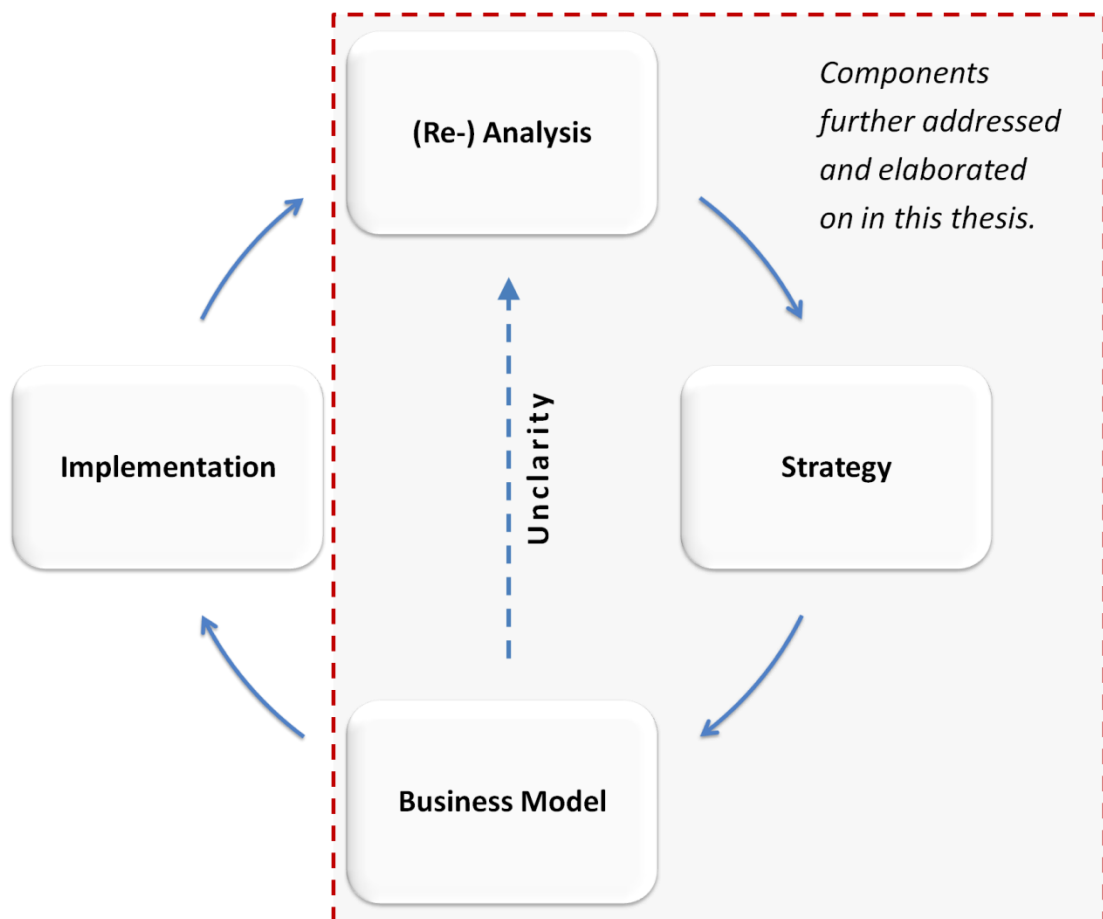 (Re-) Analysis
Components
further addressed
and elaborated
on in this thesis.
Implementation
Unclarity
Strategy
Business Model